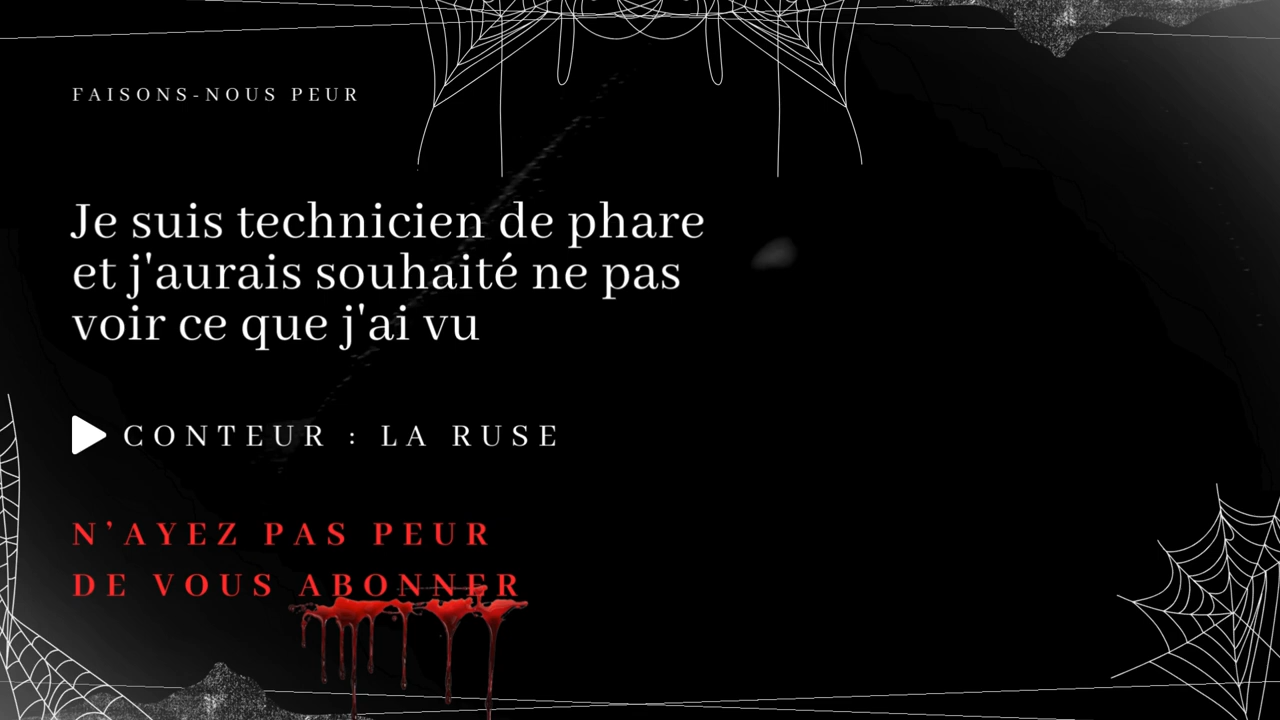 FAISONS-NOUS PEUR
Je suis technicien de phare
et j'aurais souhaité ne pas
voir ce que j'ai vu
CONTEUR : LA RUSE
N’AYEZ PAS PEUR
DE VOUS ABONNER